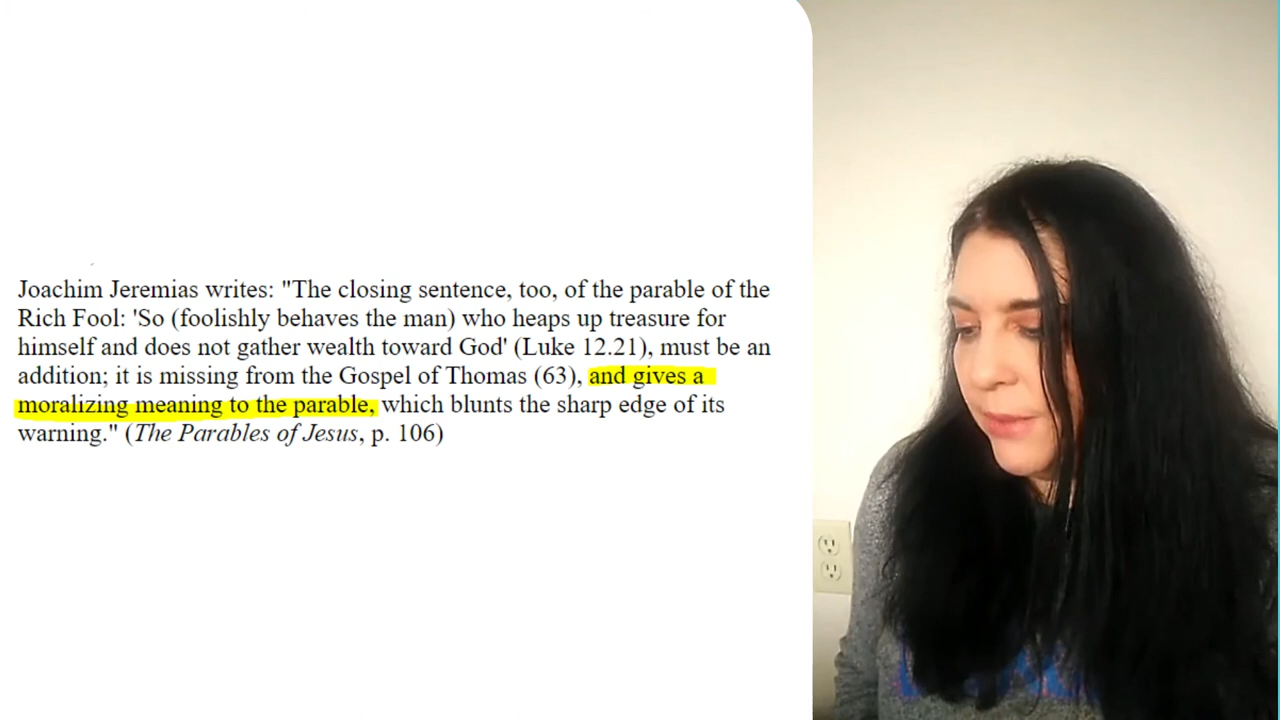 Joachim Jeremias writes: "The closing sentence, too, of the parable of the
Rich Fool: 'So (foolishly behaves the man) who heaps up treasure for
himself and does not gather wealth toward God' (Luke 12.21), must be an
addition; it is missing from the Gospel of Thomas (63), and gives a
moralizing meaning to the parable, which blunts the sharp edge of its
warning." (The Parables of Jesus, p. 106)